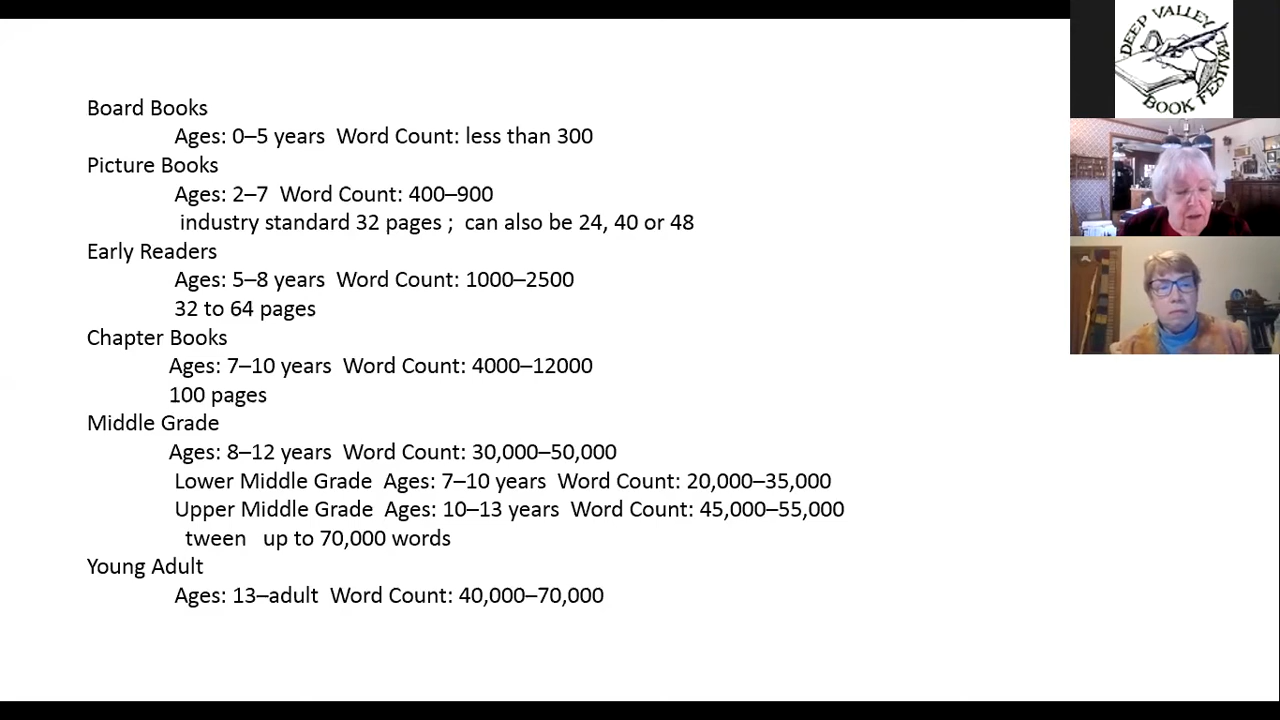 Board Books
Ages: 0–5 years Word Count: less than 300
Picture Books
Ages: 2–7 Word Count: 400–900
industry standard 32 pages ; can also be 24, 40 or 48
Early Readers
Ages: 5–8 years Word Count: 1000–2500
32 to 64 pages
Chapter Books
Ages: 7–10 years Word Count: 4000–12000
100 pages
Middle Grade
Ages: 8–12 years Word Count: 30,000–50,000
Lower Middle Grade Ages: 7–10 years Word Count: 20,000–35,000
Upper Middle Grade Ages: 10–13 years Word Count: 45,000–55,000
tween up to 70,000 words
Young Adult
Ages: 13–adult Word Count: 40,000–70,000
DEEP VALLEY
BOOK FESTIVAL